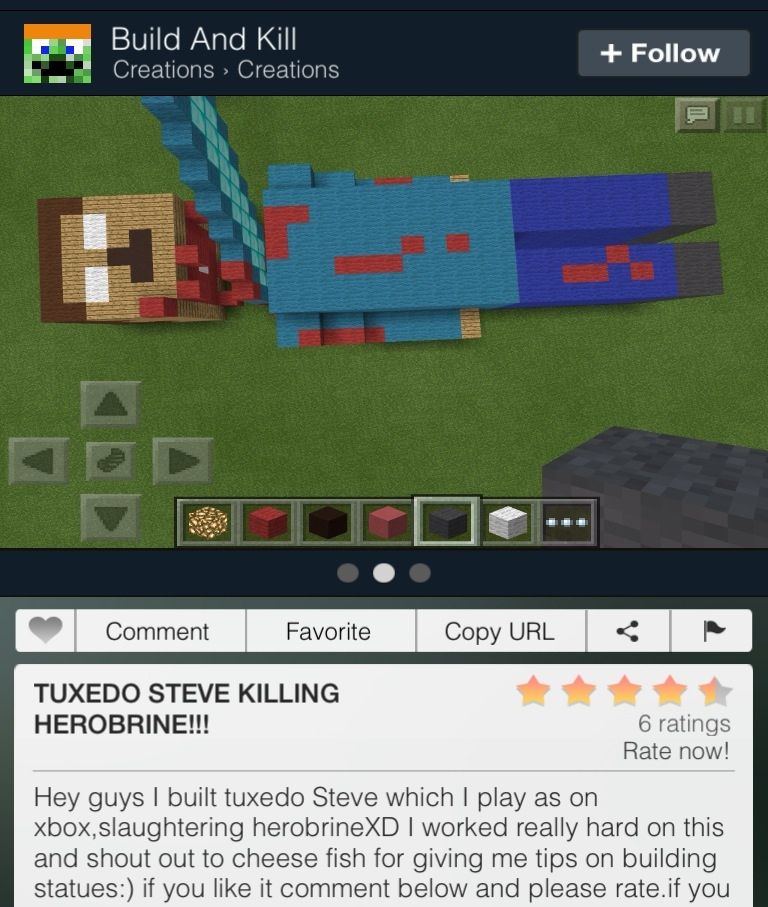 Build And Kill
Creations › Creations
+ Follow
Comment
Favorite
Copy URL
TUXEDO STEVE KILLING
HEROBRINE!!!
6 ratings
Rate now!
Hey guys I built tuxedo Steve which I play as on
xbox,slaughtering herobrineXD I worked really hard on this
and shout out to cheese fish for giving me tips on building
statues:) if you like it comment below and please rate.if you